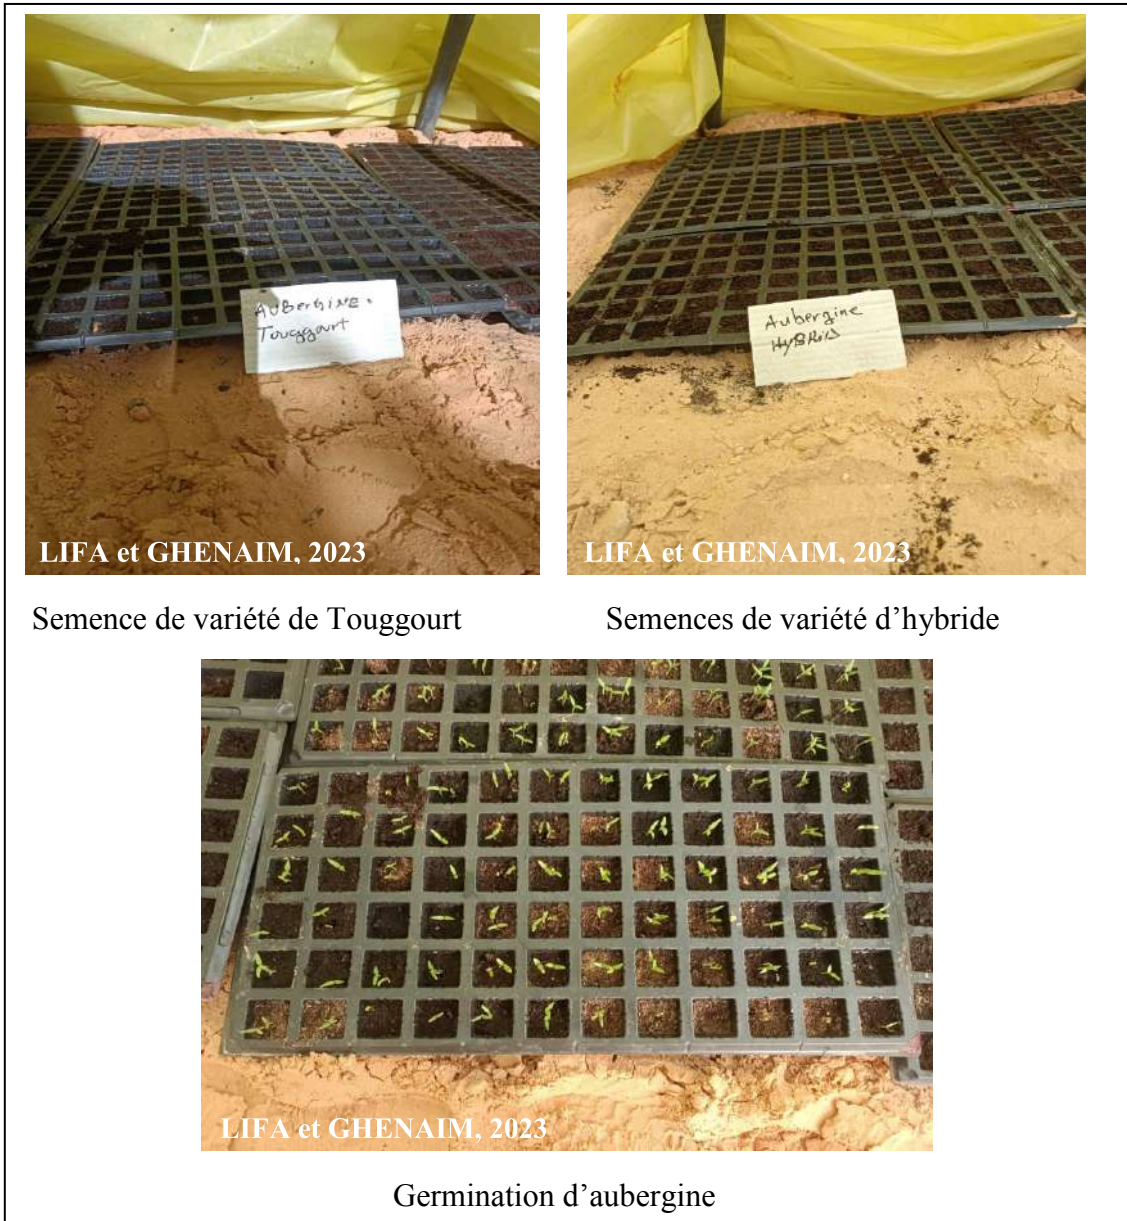 AUBERGINE.
Touggourt
Aubergine
HYBRID
LIFA et GHENAIM, 2023
LIFA et GHENAIM, 2023
Semence de variété de Touggourt
Semences de variété d’hybride
LIFA et GHENAIM, 2023
Germination d’aubergine